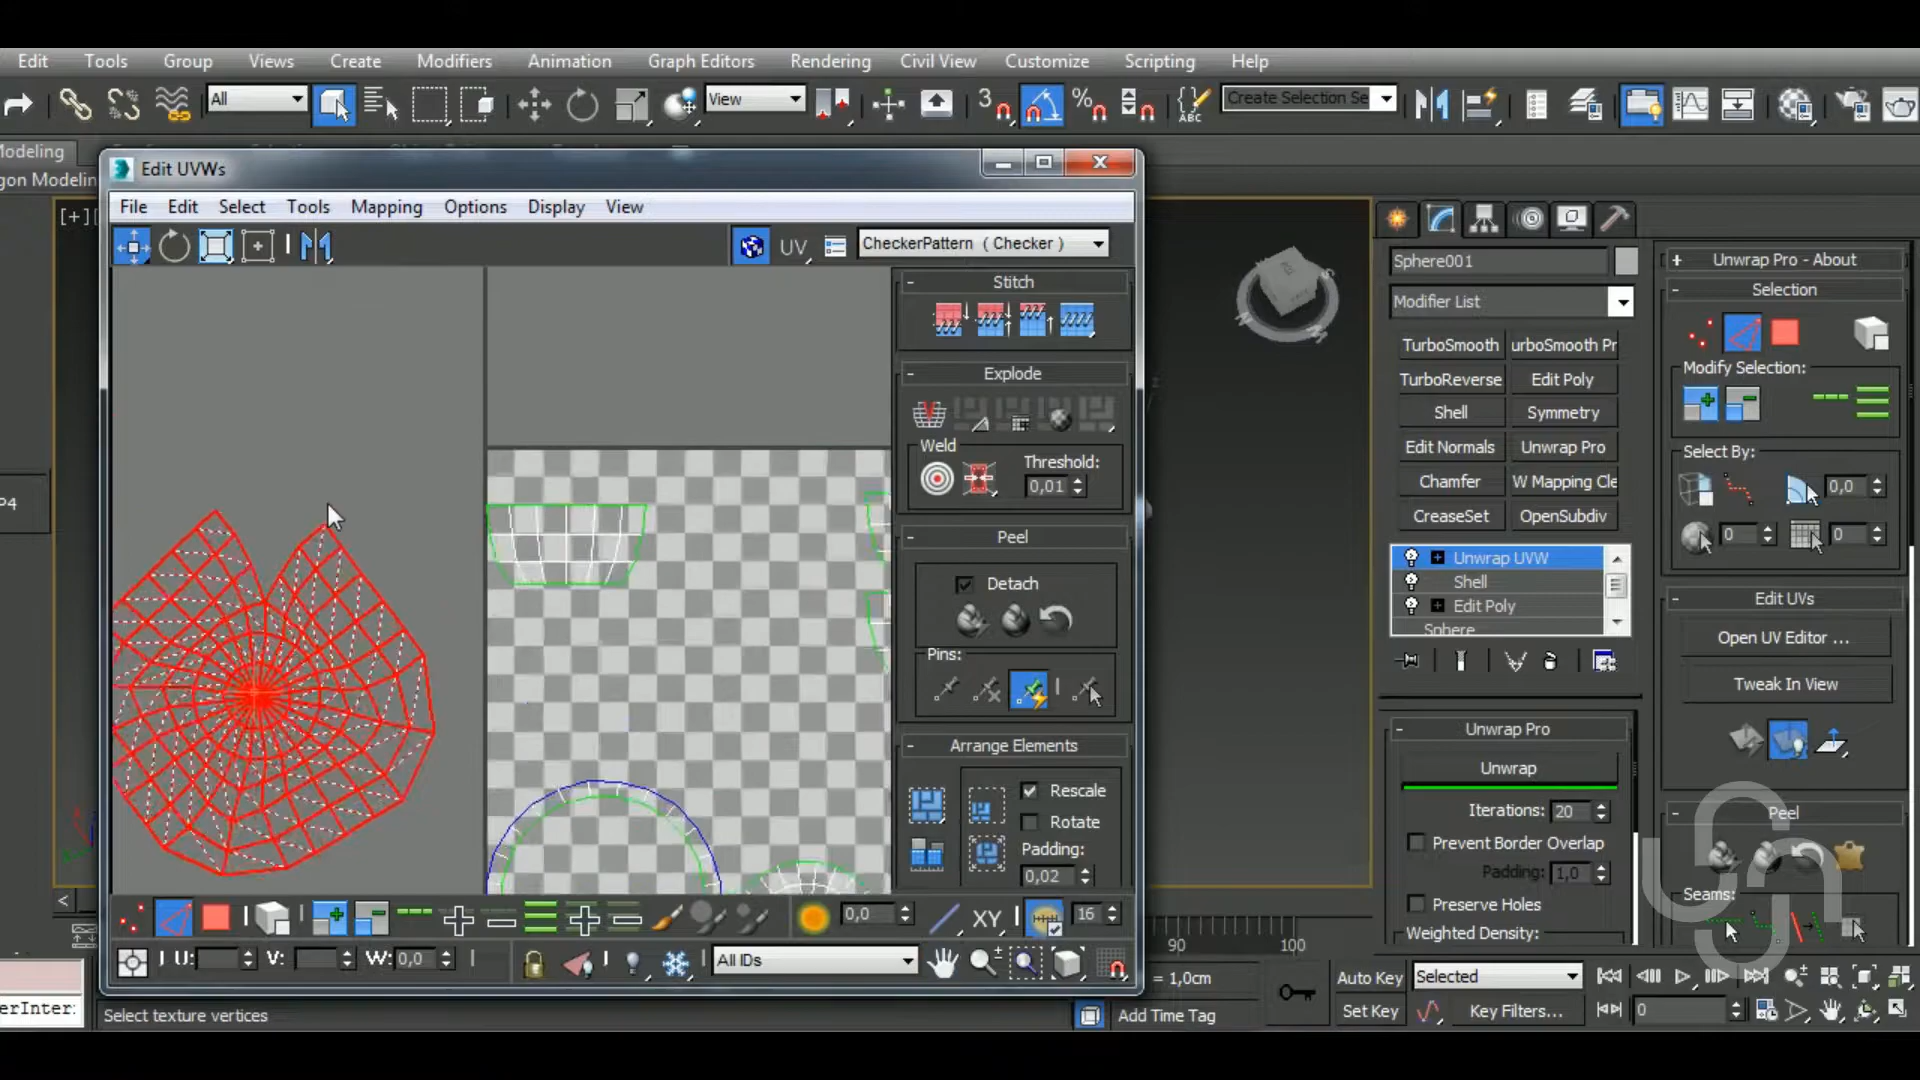 Edit Tools Group Views Create Modifiers Animation Graph Editors Rendering Civil View Customize Scripting Help
All View 3 % ABC Create Selection Se
odeling
gon Modelin
[+]
Edit UVWs
File Edit Select Tools Mapping Options Display View
UV CheckerPattern ( Checker )
Stitch
Explode
Weld
Threshold:
0,01
Peel
Detach
Pins:
Arrange Elements
Rescale
Rotate
Padding:
0,02
0,0 XY 16
U: V: W: 0,0 All IDs
Select texture vertices
P4
erInter:
Sphere001
Modifier List
TurboSmooth urboSmooth Pr
TurboReverse Edit Poly
Shell Symmetry
Edit Normals Unwrap Pro
Chamfer W Mapping Cle
CreaseSet OpenSubdiv
Unwrap UVW
Shell
Edit Poly
Sphere
Unwrap Pro
Unwrap
Iterations: 20
Prevent Border Overlap
Padding: 1,0
Preserve Holes
Weighted Density:
+ Unwrap Pro - About
Selection
Modify Selection:
Select By:
0,0
0 0
Edit UVs
Open UV Editor ...
Tweak In View
Peel
Seams:
90 100
= 1,0cm
Add Time Tag
Auto Key Selected
Set Key Key Filters...
0